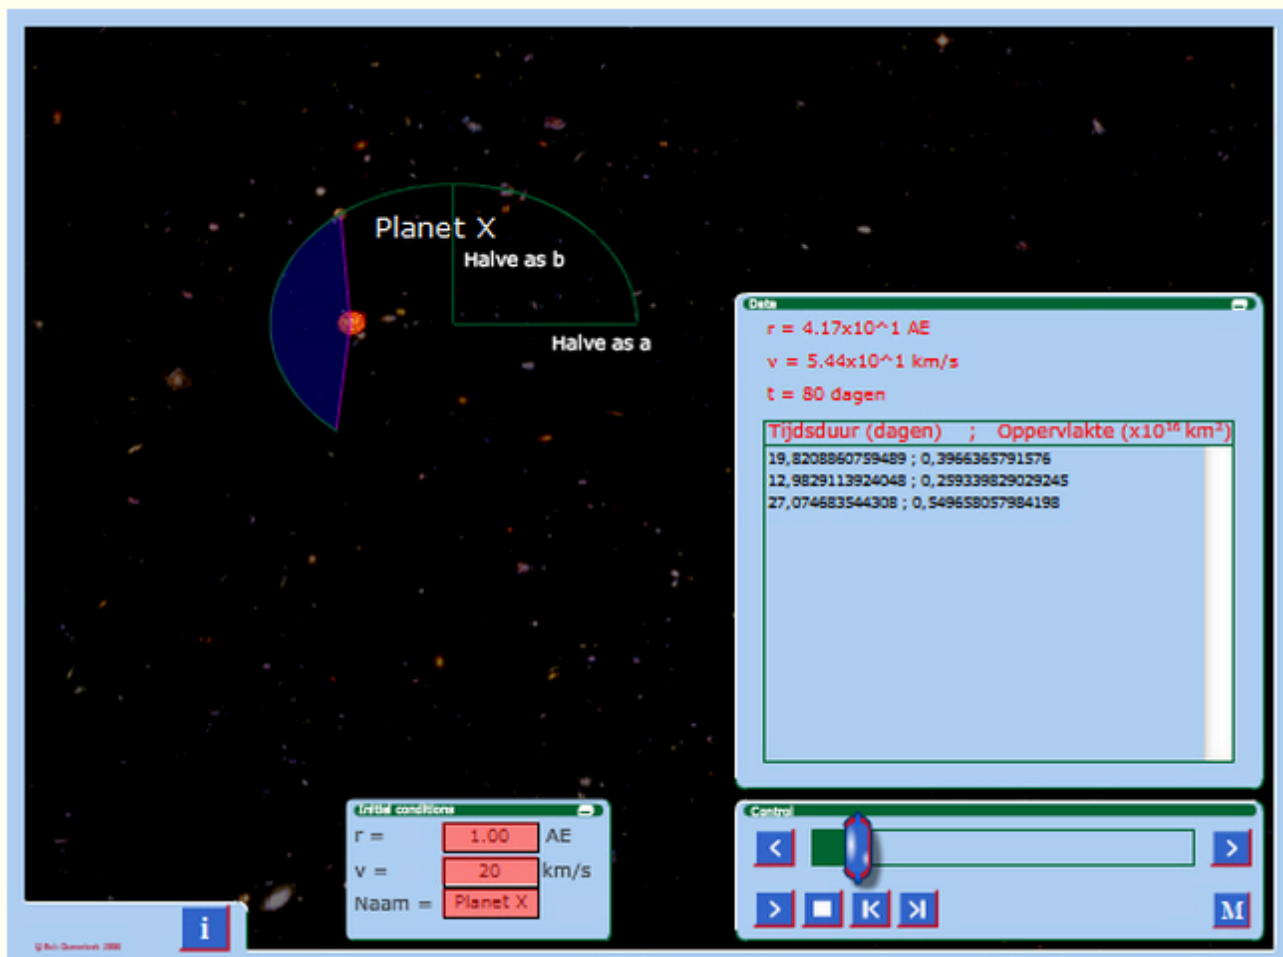 Planet X
Halve as b
Halve as a
Data
r = 4.17x10^1 AE
v = 5.44x10^1 km/s
t = 80 dagen
Tijdsduur (dagen) ; Oppervlakte (x10¹⁶ km²)
19,8208860759489 ; 0,3966365791576
12,9829113924048 ; 0,259339829029245
27,074683544308 ; 0,549658057984198
Initial conditions
r = 1.00 AE
v = 20 km/s
Naam = Planet X
Control
< >
> K
M
i